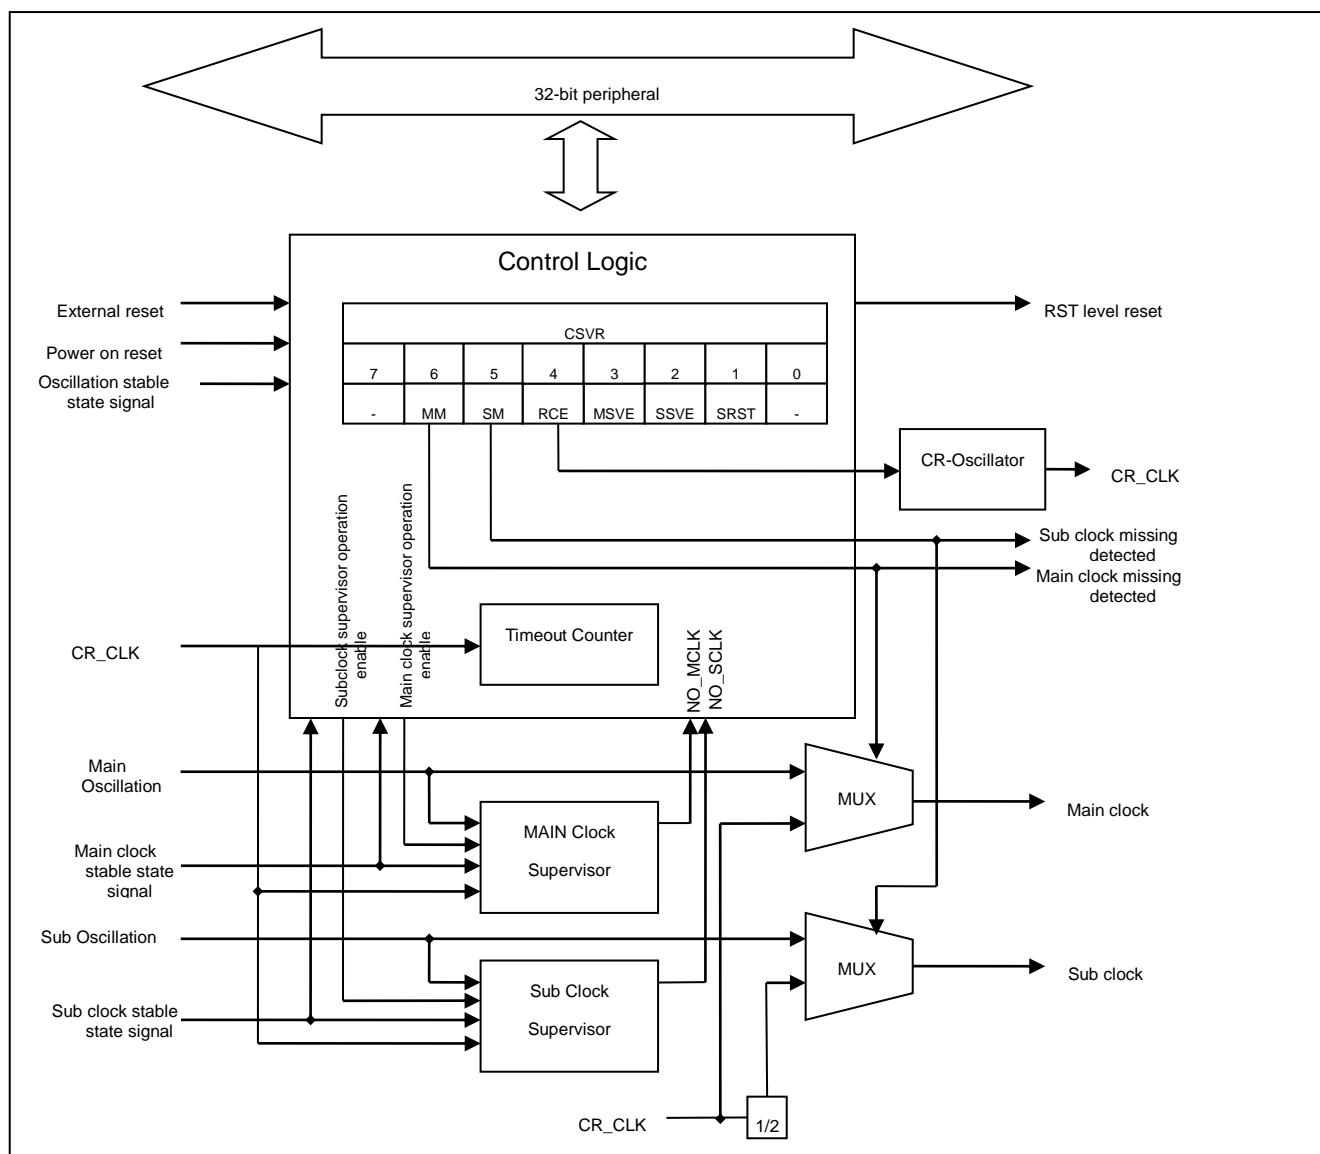 32-bit peripheral
Control Logic
External reset
RST level reset
CSVR
Power on reset
7 6 5 4 3 2 1 0
Oscillation stable
state signal
- MM SM RCE MSVE SSVE SRST -
CR-Oscillator
CR_CLK
Subclock supervisor operation
enable
Main clock supervisor operation
enable
Sub clock missing
detected
Main clock missing
detected
Timeout Counter
CR_CLK
NO_MCLK
NO_SCLK
Main
Oscillation
MUX
Main clock
MAIN Clock
Supervisor
Main clock
stable state
signal
Sub Oscillation
MUX
Sub clock
Sub Clock
Supervisor
Sub clock stable
state signal
CR_CLK
1/2